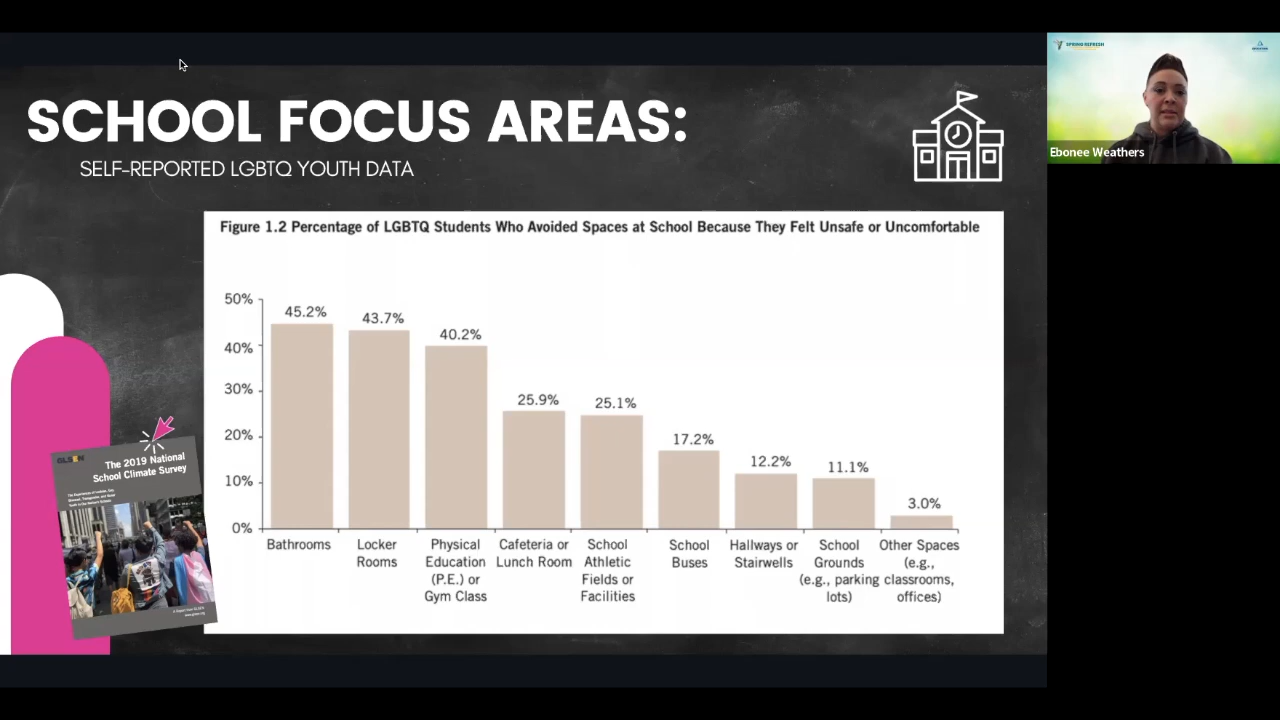 SCHOOL FOCUS AREAS:
SELF-REPORTED LGBTQ YOUTH DATA
Figure 1.2 Percentage of LGBTQ Students Who Avoided Spaces at School Because They Felt Unsafe or Uncomfortable
50%
40%
30%
20%
10%
0%
45.2%
43.7%
40.2%
25.9%
25.1%
17.2%
12.2%
11.1%
3.0%
Bathrooms
Locker
Rooms
Physical
Education
(P.E.) or
Gym Class
Cafeteria or
Lunch Room
School
Athletic
Fields or
Facilities
School
Buses
Hallways or
Stairwells
School
Grounds
(e.g., parking
lots)
Other Spaces
(e.g.,
classrooms,
offices)
GLSEN
The 2019 National
School Climate Survey
SPRING REFRESH
Ebonee Weathers